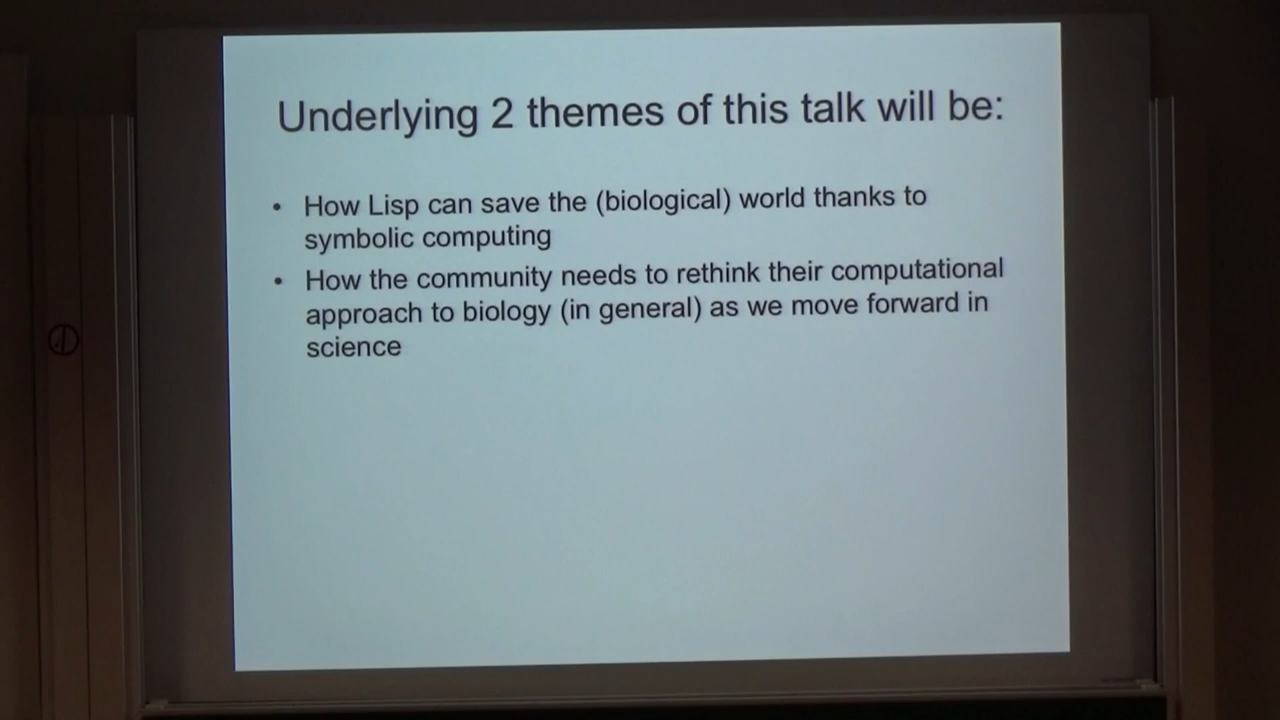 Underlying 2 themes of this talk will be:
• How Lisp can save the (biological) world thanks to
symbolic computing
• How the community needs to rethink their computational
approach to biology (in general) as we move forward in
science